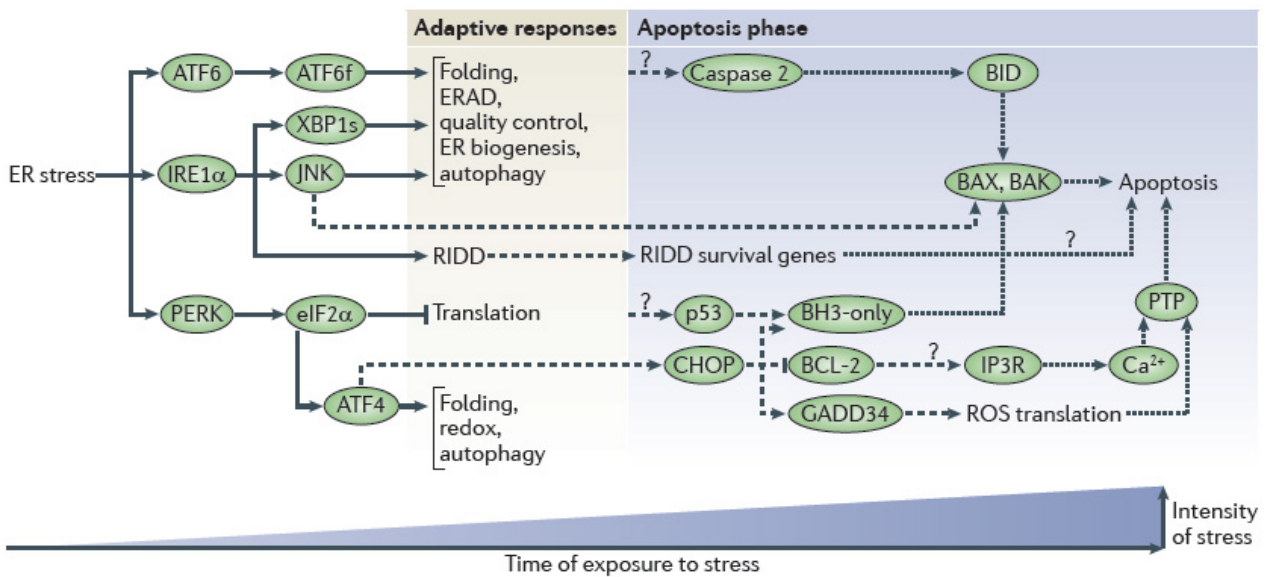 Adaptive responses
Apoptosis phase
ER stress
ATF6
ATF6f
XBP1s
IRE1α
JNK
Folding,
ERAD,
quality control,
ER biogenesis,
autophagy
?
Caspase 2
BID
BAX, BAK
Apoptosis
RIDD
RIDD survival genes
?
PERK
eIF2α
Translation
?
p53
BH3-only
PTP
CHOP
BCL-2
?
IP3R
Ca²⁺
ATF4
Folding,
redox,
autophagy
GADD34
ROS translation
Intensity
of stress
Time of exposure to stress